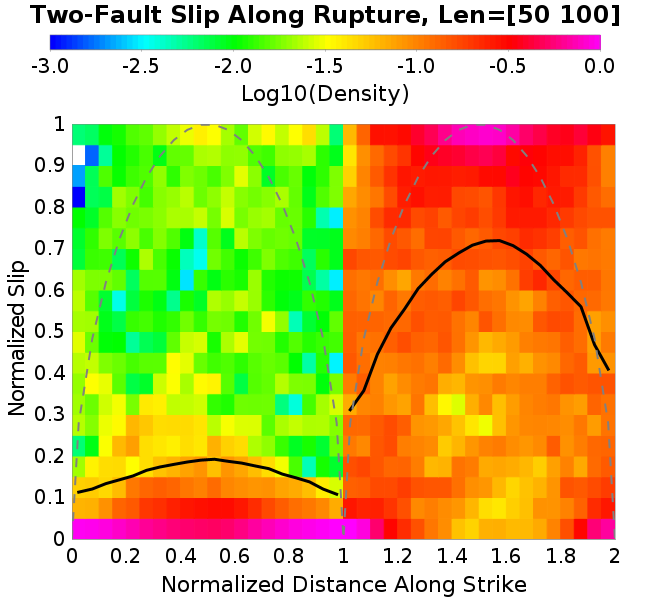 Two-Fault Slip Along Rupture, Len=[50 100]
-3.0 -2.5 -2.0 -1.5 -1.0 -0.5 0.0
Log10(Density)
Normalized Slip
1
0.9
0.8
0.7
0.6
0.5
0.4
0.3
0.2
0.1
0
0 0.2 0.4 0.6 0.8 1 1.2 1.4 1.6 1.8 2
Normalized Distance Along Strike